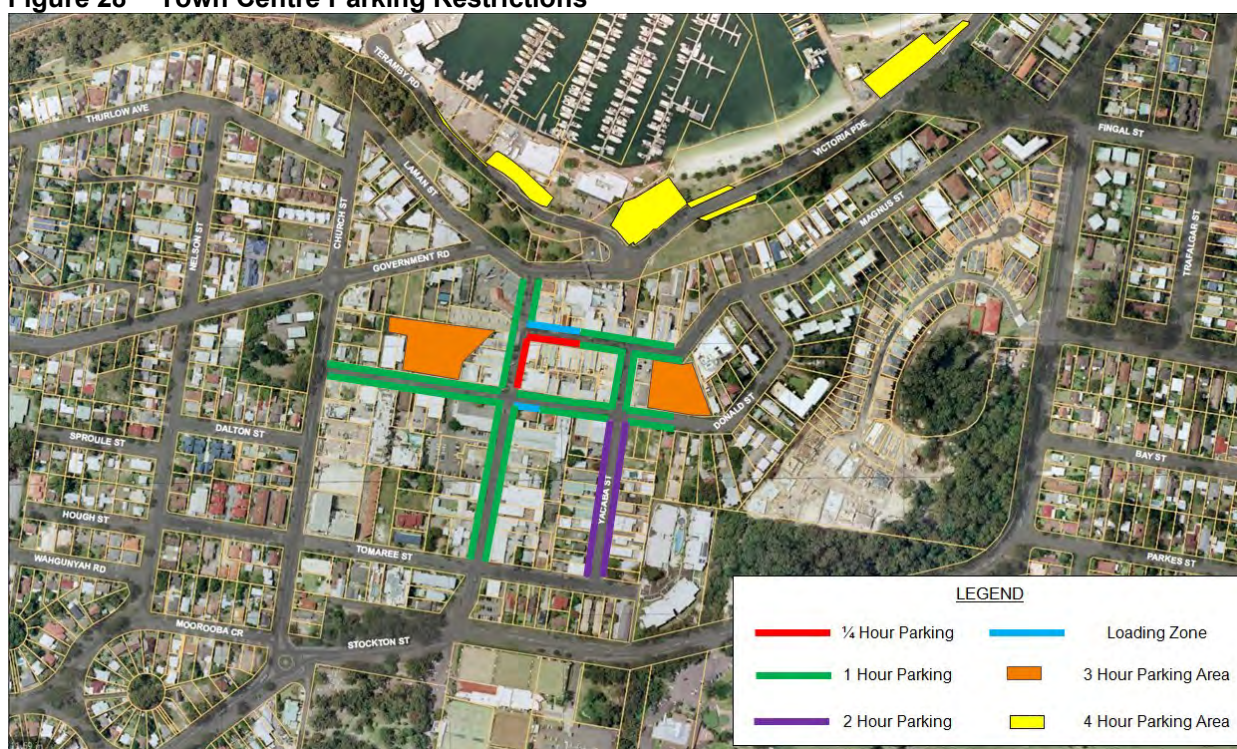 Figure 28 Town Centre Parking Restrictions
TERAMBY RD
THURLOW AVE
VICTORIA PDE
FINGAL ST
LAMAN ST
MAGNUS ST
NELSON ST
CHURCH ST
TRAFALGAR ST
GOVERNMENT RD
DONALD ST
DALTON ST
SPROULE ST
BAY ST
YACABA ST
HOUGH ST
TOMAREE ST
WAHGUNYAH RD
PARKES ST
MOOROOBA CR
STOCKTON ST
LEGEND
¼ Hour Parking
Loading Zone
1 Hour Parking
3 Hour Parking Area
2 Hour Parking
4 Hour Parking Area